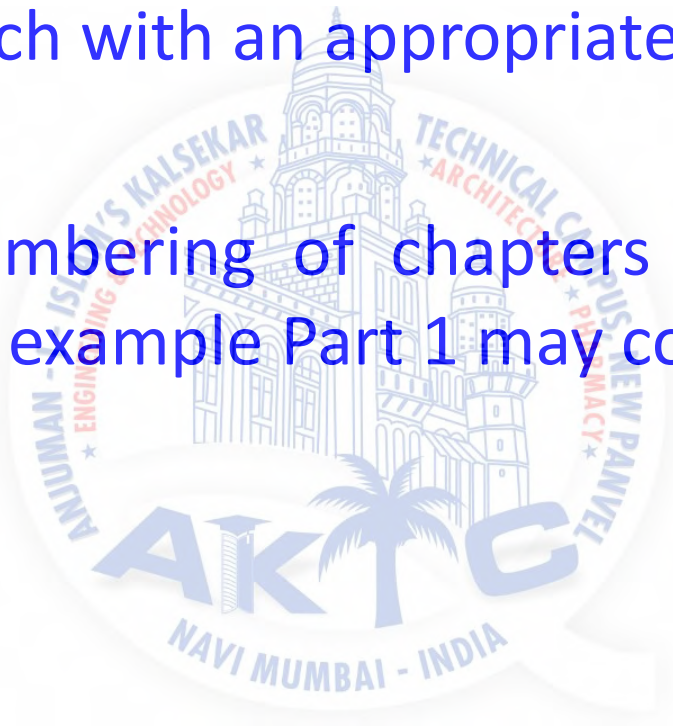 ch with an appropriate
mbering of chapters
example Part 1 may co
ANJUMAN - I - ISLAM'S KALSEKAR TECHNICAL CAMPUS, NEW PANVEL
★ ENGINEERING & TECHNOLOGY ★ ★ ARCHITECTURE ★ PHARMACY ★
AKTC
NAVI MUMBAI - INDIA